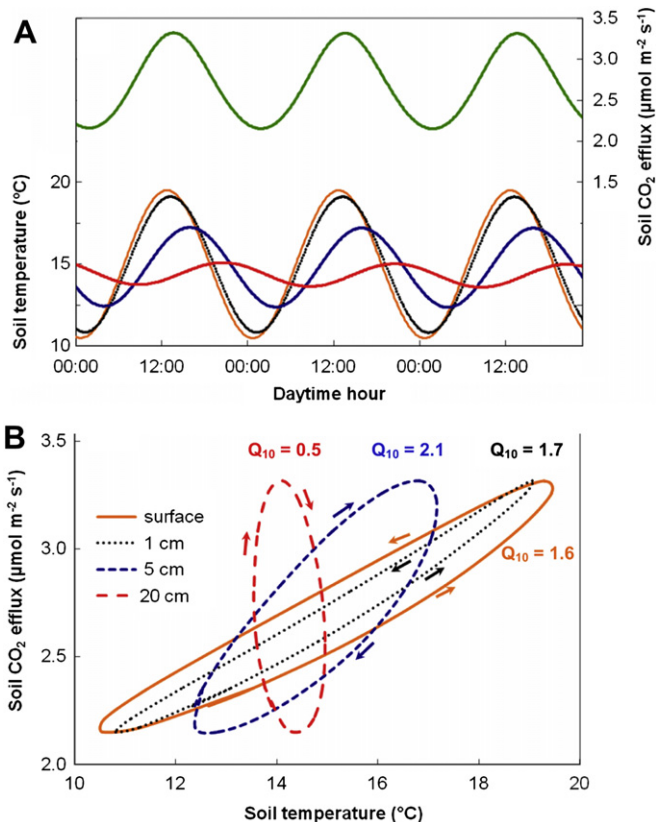 A
3.5
3.0
2.5
2.0
1.5
Soil CO₂ efflux (µmol m⁻² s⁻¹)
20
15
10
Soil temperature (°C)
00:00 12:00 00:00 12:00 00:00 12:00
Daytime hour
B
3.5
3.0
2.5
2.0
Soil CO₂ efflux (µmol m⁻² s⁻¹)
Q₁₀ = 0.5 Q₁₀ = 2.1 Q₁₀ = 1.7
surface
1 cm
5 cm
20 cm
Q₁₀ = 1.6
10 12 14 16 18 20
Soil temperature (°C)